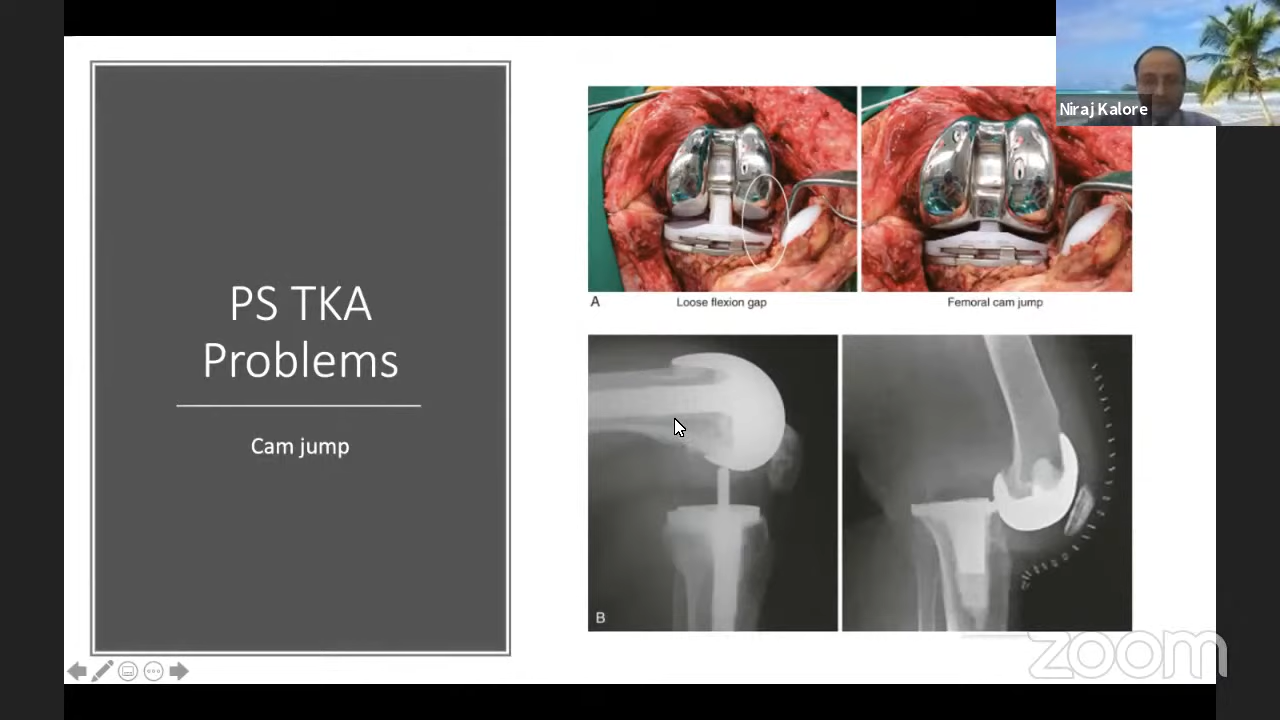 PS TKA
Problems
Cam jump
A
Loose flexion gap
Femoral cam jump
B
Niraj Kalore
zoom